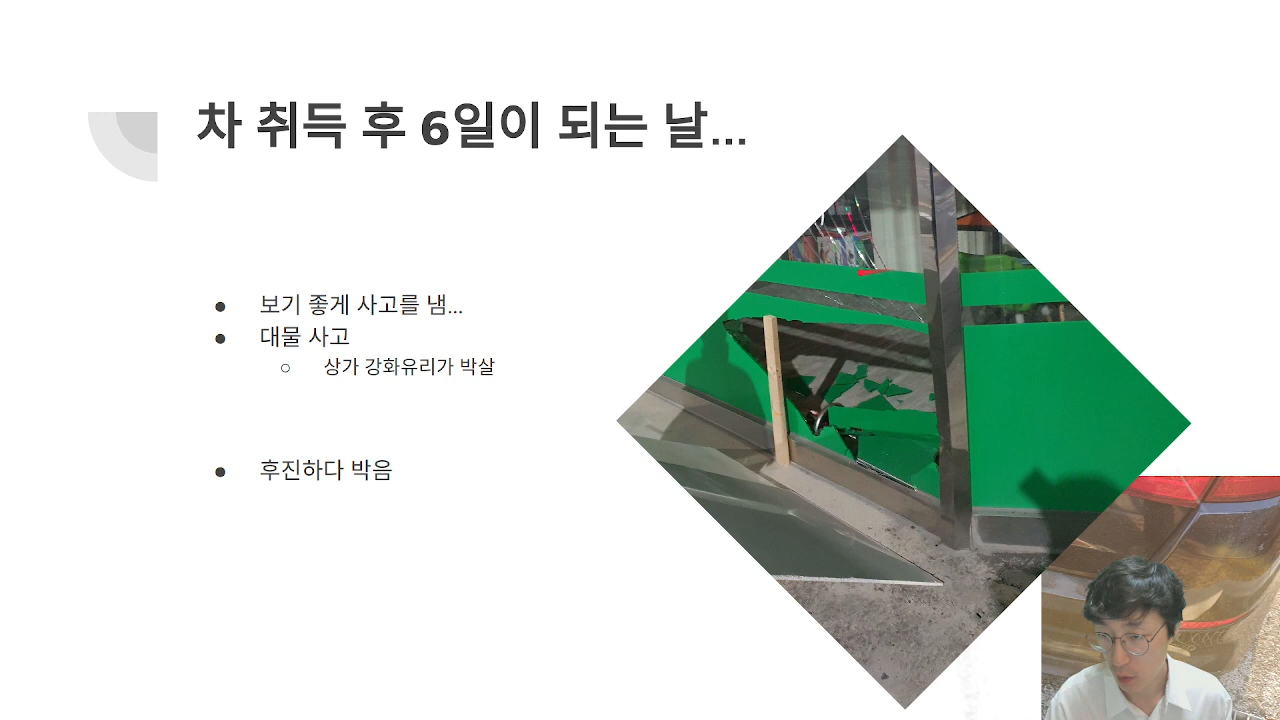 차 취득 후 6일이 되는 날...
보기 좋게 사고를 냄...
대물 사고
상가 강화유리가 박살
후진하다 박음